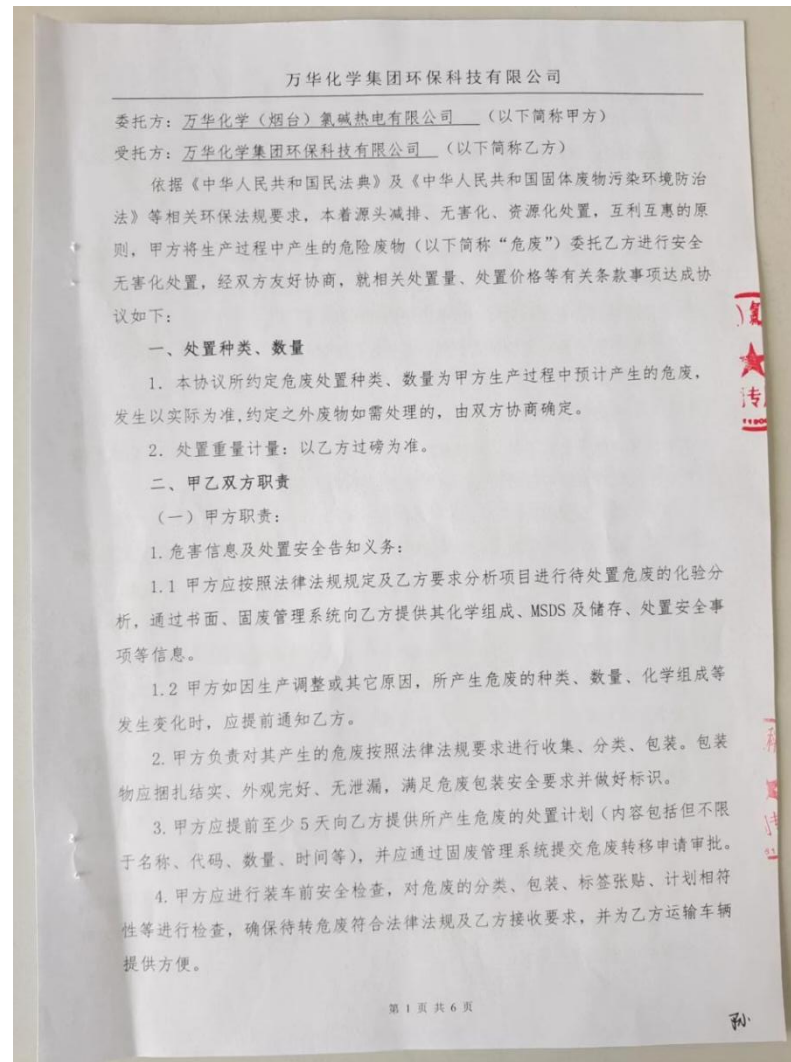 万华化学集团环保科技有限公司
委托方：万华化学（烟台）氯碱热电有限公司 （以下简称甲方）
受托方：万华化学集团环保科技有限公司 （以下简称乙方）
依据《中华人民共和国民法典》及《中华人民共和国固体废物污染环境防治
法》等相关环保法规要求，本着源头减排、无害化、资源化处置，互利互惠的原
则，甲方将生产过程中产生的危险废物（以下简称“危废”）委托乙方进行安全
无害化处置，经双方友好协商，就相关处置量、处置价格等有关条款事项达成协
议如下：
一、处置种类、数量
1. 本协议所约定危废处置种类、数量为甲方生产过程中预计产生的危废，
发生以实际为准,约定之外废物如需处理的，由双方协商确定。
2. 处置重量计量：以乙方过磅为准。
二、甲乙双方职责
（一）甲方职责：
1.危害信息及处置安全告知义务：
1.1 甲方应按照法律法规规定及乙方要求分析项目进行待处置危废的化验分
析，通过书面、固废管理系统向乙方提供其化学组成、MSDS 及储存、处置安全事
项等信息。
1.2 甲方如因生产调整或其它原因，所产生危废的种类、数量、化学组成等
发生变化时，应提前通知乙方。
2.甲方负责对其产生的危废按照法律法规要求进行收集、分类、包装。包装
物应捆扎结实、外观完好、无泄漏，满足危废包装安全要求并做好标识。
3.甲方应提前至少 5 天向乙方提供所产生危废的处置计划（内容包括但不限
于名称、代码、数量、时间等），并应通过固废管理系统提交危废转移申请审批。
4.甲方应进行装车前安全检查，对危废的分类、包装、标签张贴、计划相符
性等进行检查，确保待转危废符合法律法规及乙方接收要求，并为乙方运输车辆
提供方便。
第 1 页 共 6 页
孙